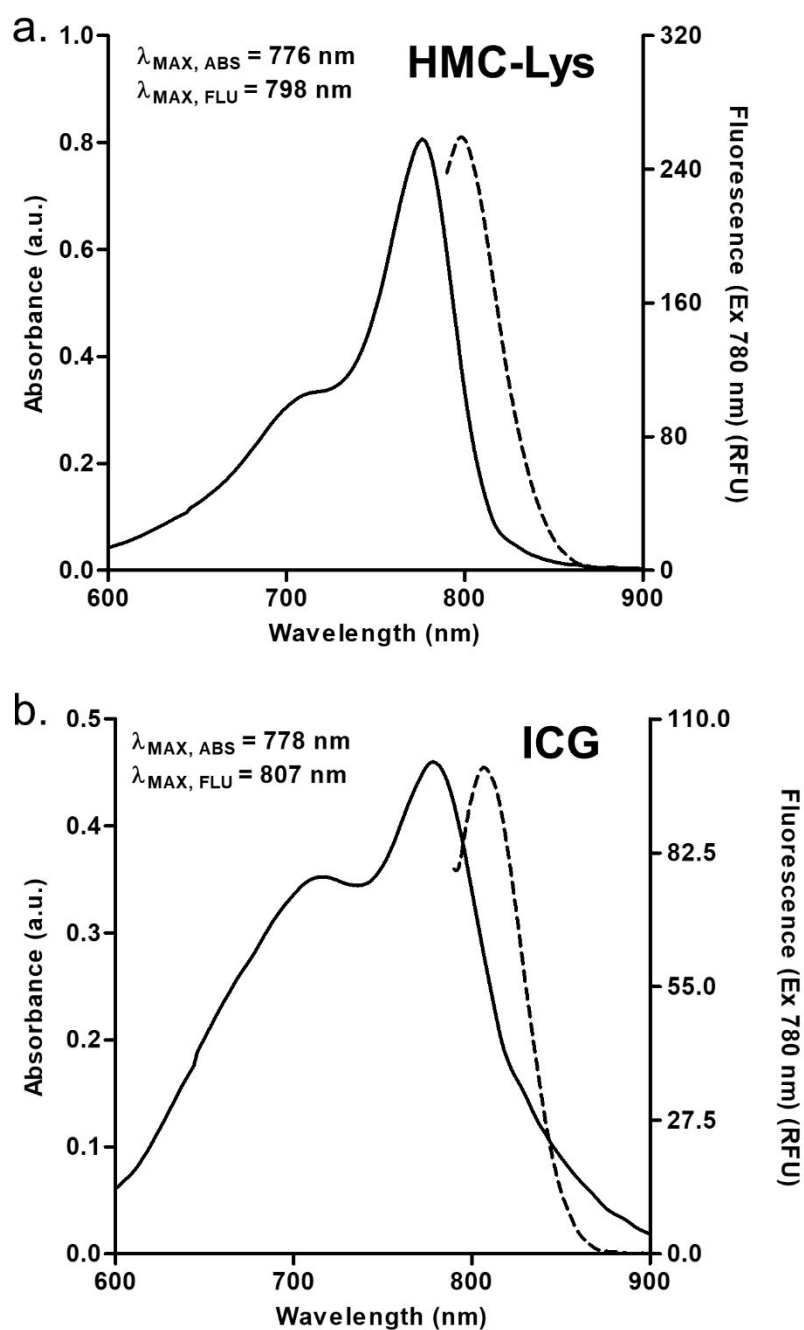 a.
λMAX, ABS = 776 nm
λMAX, FLU = 798 nm
HMC-Lys
1.0
0.8
0.6
0.4
0.2
0.0
Absorbance (a.u.)
320
240
160
80
0
Fluorescence (Ex 780 nm) (RFU)
600
700
800
900
Wavelength (nm)
b.
λMAX, ABS = 778 nm
λMAX, FLU = 807 nm
ICG
0.5
0.4
0.3
0.2
0.1
0.0
Absorbance (a.u.)
110.0
82.5
55.0
27.5
0.0
Fluorescence (Ex 780 nm) (RFU)
600
700
800
900
Wavelength (nm)